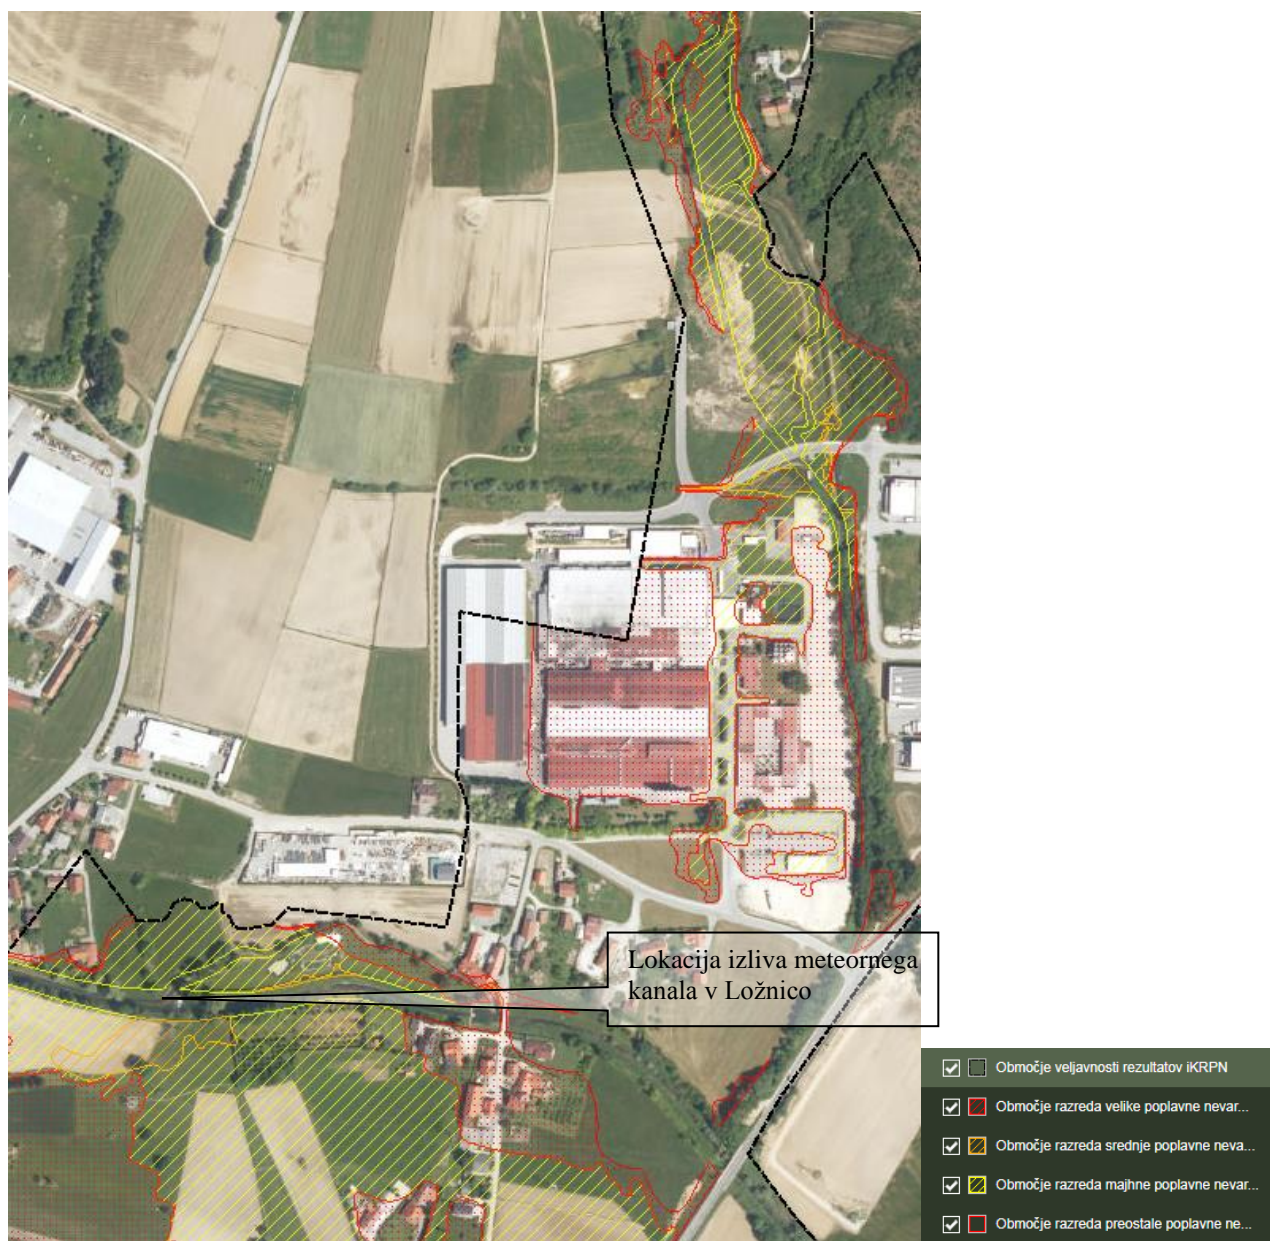 Lokacija izliva meteornega
kanala v Ložnico
Območje veljavnosti rezultatov iKRPN
Območje razreda velike poplavne nevar...
Območje razreda srednje poplavne neva...
Območje razreda majhne poplavne nevar...
Območje razreda preostale poplavne ne...